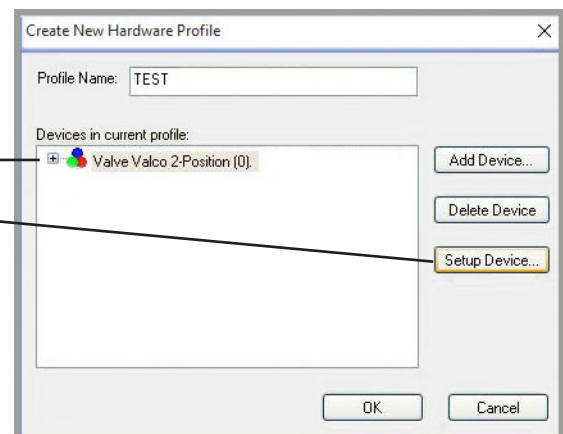 Create New Hardware Profile
Profile Name: TEST
Devices in current profile:
Valve Valco 2-Position (0).
Add Device...
Delete Device
Setup Device...
OK Cancel